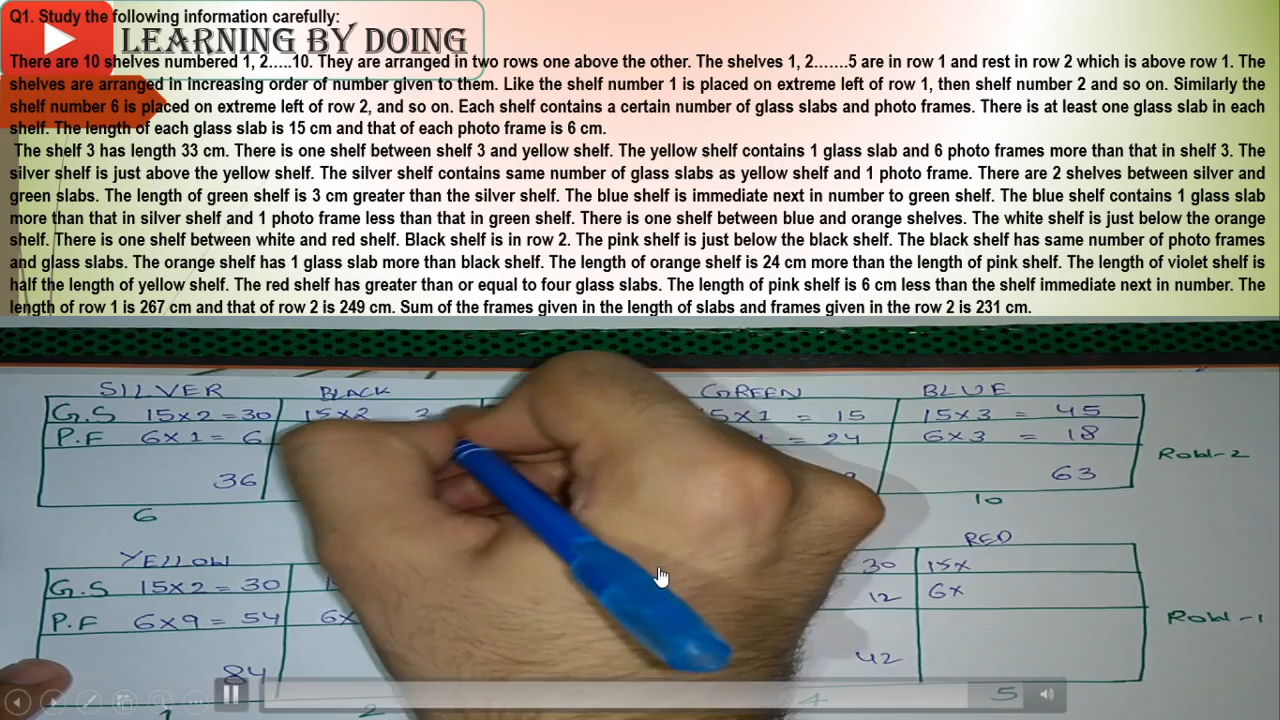 Q1. Study the following information carefully:
LEARNING BY DOING
There are 10 shelves numbered 1, 2…..10. They are arranged in two rows one above the other. The shelves 1, 2…….5 are in row 1 and rest in row 2 which is above row 1. The
shelves are arranged in increasing order of number given to them. Like the shelf number 1 is placed on extreme left of row 1, then shelf number 2 and so on. Similarly the
shelf number 6 is placed on extreme left of row 2, and so on. Each shelf contains a certain number of glass slabs and photo frames. There is at least one glass slab in each
shelf. The length of each glass slab is 15 cm and that of each photo frame is 6 cm.
The shelf 3 has length 33 cm. There is one shelf between shelf 3 and yellow shelf. The yellow shelf contains 1 glass slab and 6 photo frames more than that in shelf 3. The
silver shelf is just above the yellow shelf. The silver shelf contains same number of glass slabs as yellow shelf and 1 photo frame. There are 2 shelves between silver and
green slabs. The length of green shelf is 3 cm greater than the silver shelf. The blue shelf is immediate next in number to green shelf. The blue shelf contains 1 glass slab
more than that in silver shelf and 1 photo frame less than that in green shelf. There is one shelf between blue and orange shelves. The white shelf is just below the orange
shelf. There is one shelf between white and red shelf. Black shelf is in row 2. The pink shelf is just below the black shelf. The black shelf has same number of photo frames
and glass slabs. The orange shelf has 1 glass slab more than black shelf. The length of orange shelf is 24 cm more than the length of pink shelf. The length of violet shelf is
half the length of yellow shelf. The red shelf has greater than or equal to four glass slabs. The length of pink shelf is 6 cm less than the shelf immediate next in number. The
length of row 1 is 267 cm and that of row 2 is 249 cm. Sum of the frames given in the length of slabs and frames given in the row 2 is 231 cm.
SILVER BLACK GREEN BLUE
G.S 15×2 = 30 15×2 5×1 = 15 15×3 = 45
P.F 6×1 = 6 = 24 6×3 = 18
Row-2
36 63
6 10
YELLOW RED
G.S 15×2 = 30 30 15×
P.F 6×9 = 54 6× 12 6×
Row-1
84 42
1 2 4 5